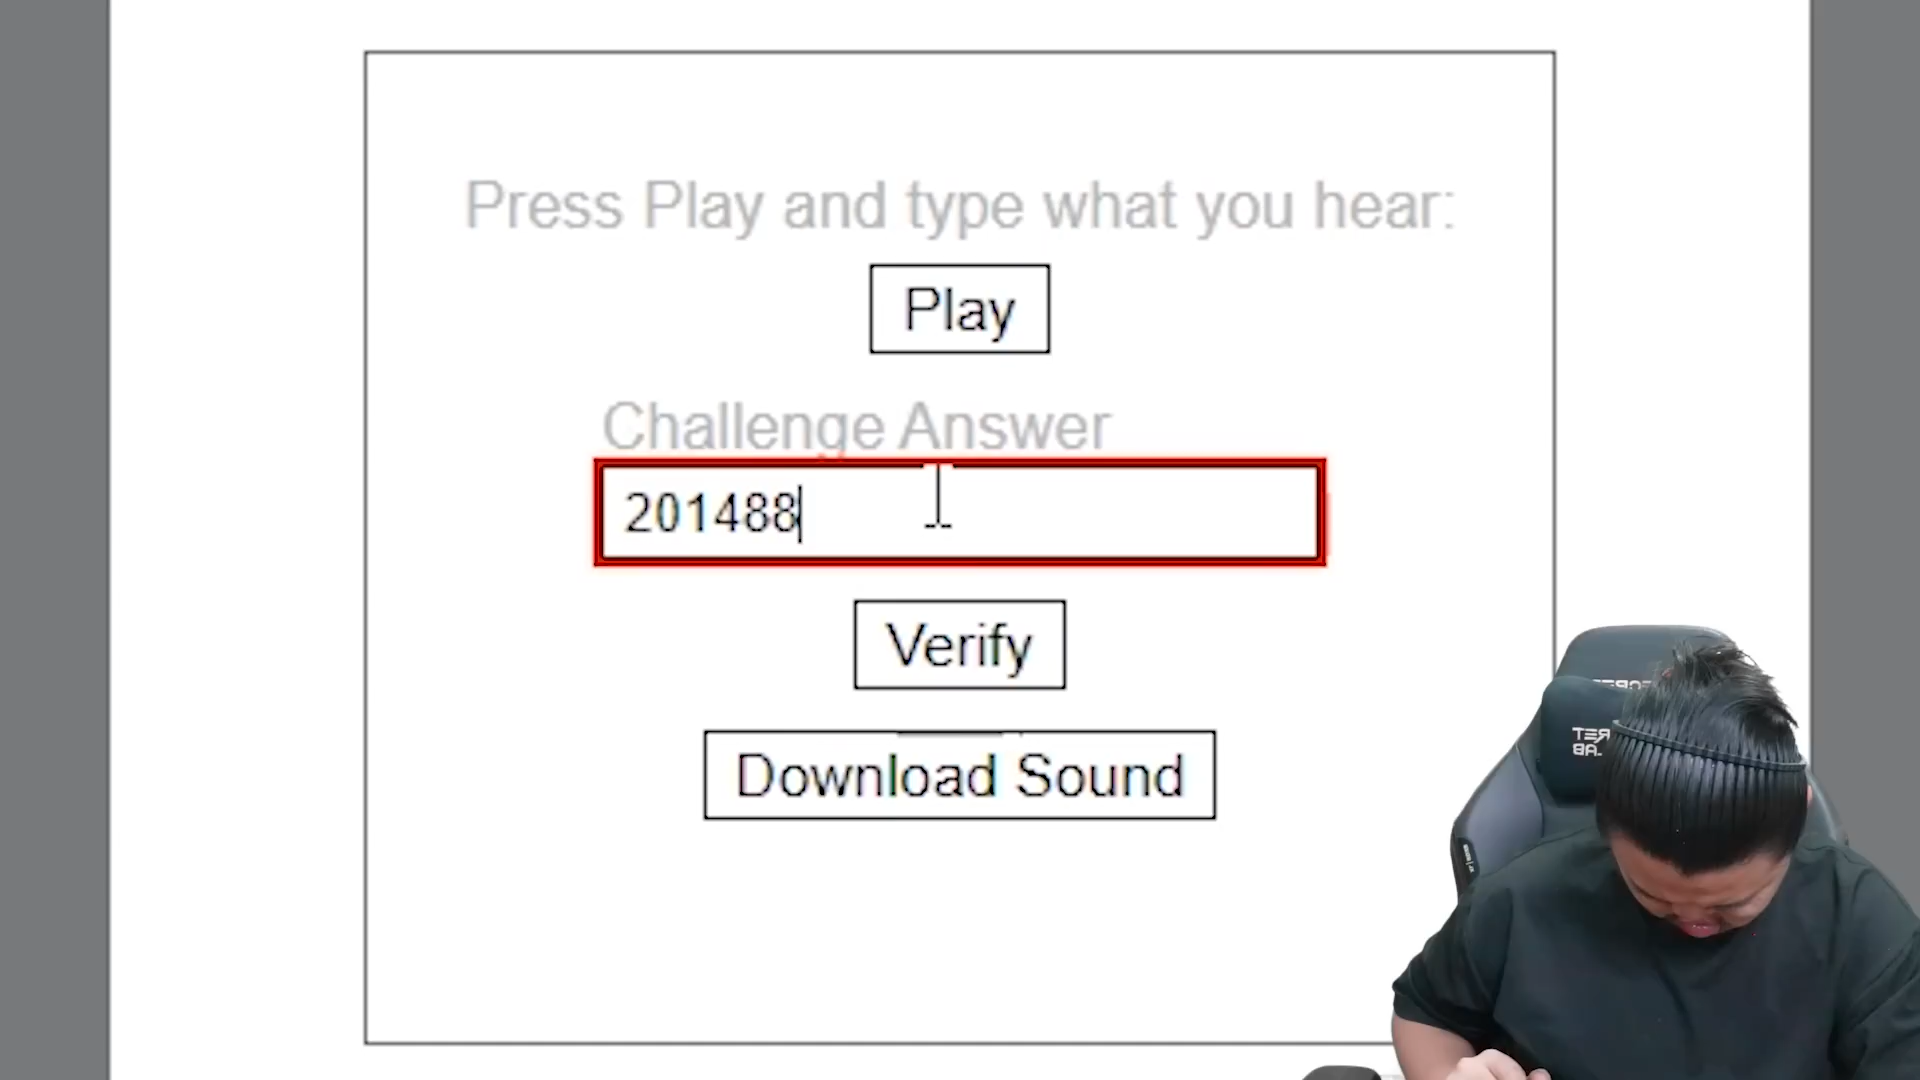 Press Play and type what you hear:
Play
Challenge Answer
201488
Verify
Download Sound